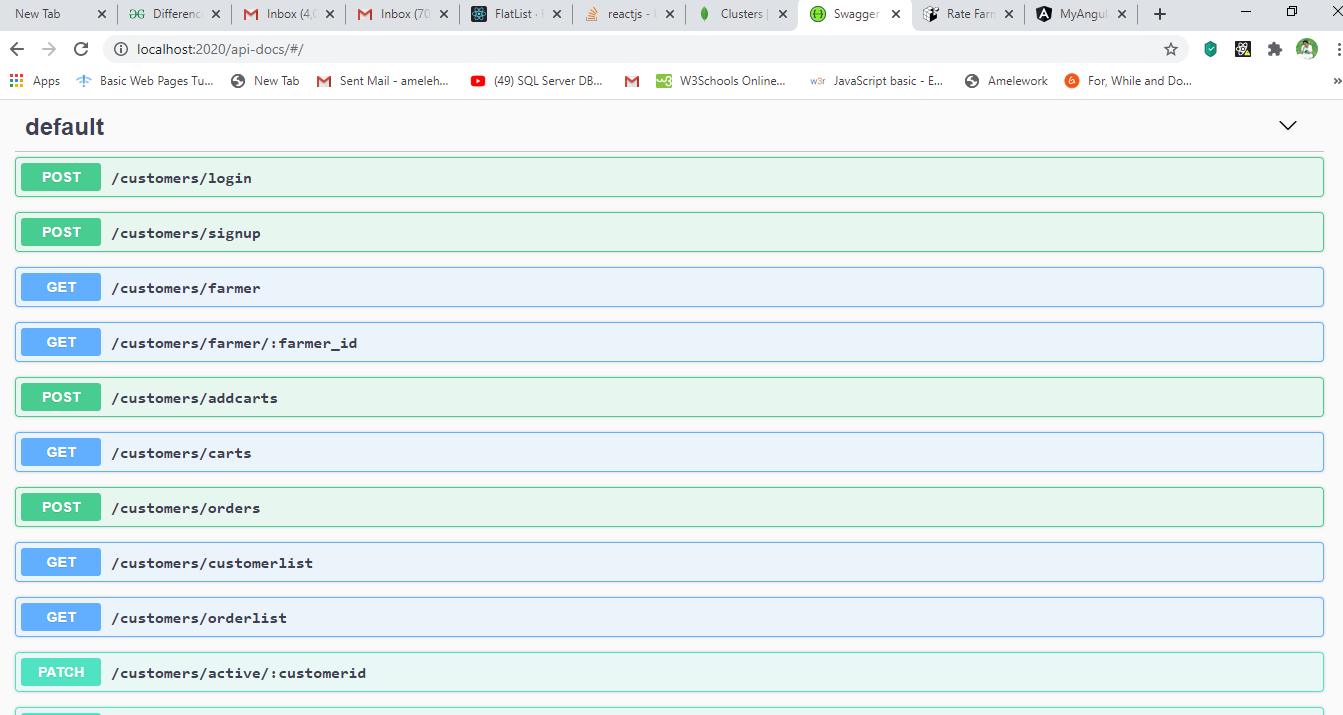 New Tab Difference Inbox (4, Inbox (70 FlatList · reactjs - Clusters Swagger Rate Farm MyAngul
localhost:2020/api-docs/#/
Apps Basic Web Pages Tu... New Tab Sent Mail - ameleh... (49) SQL Server DB... W3Schools Online... w3r JavaScript basic - E... Amelework For, While and Do... »
default
POST /customers/login
POST /customers/signup
GET /customers/farmer
GET /customers/farmer/:farmer_id
POST /customers/addcarts
GET /customers/carts
POST /customers/orders
GET /customers/customerlist
GET /customers/orderlist
PATCH /customers/active/:customerid